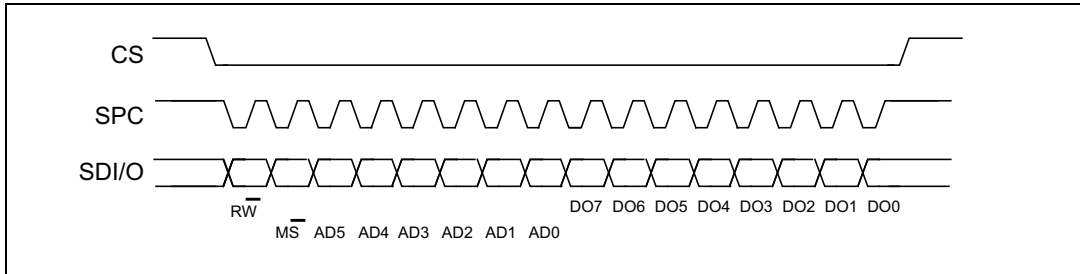 CS
SPC
SDI/O
RW̅
DO7 DO6 DO5 DO4 DO3 DO2 DO1 DO0
MS̅ AD5 AD4 AD3 AD2 AD1 AD0